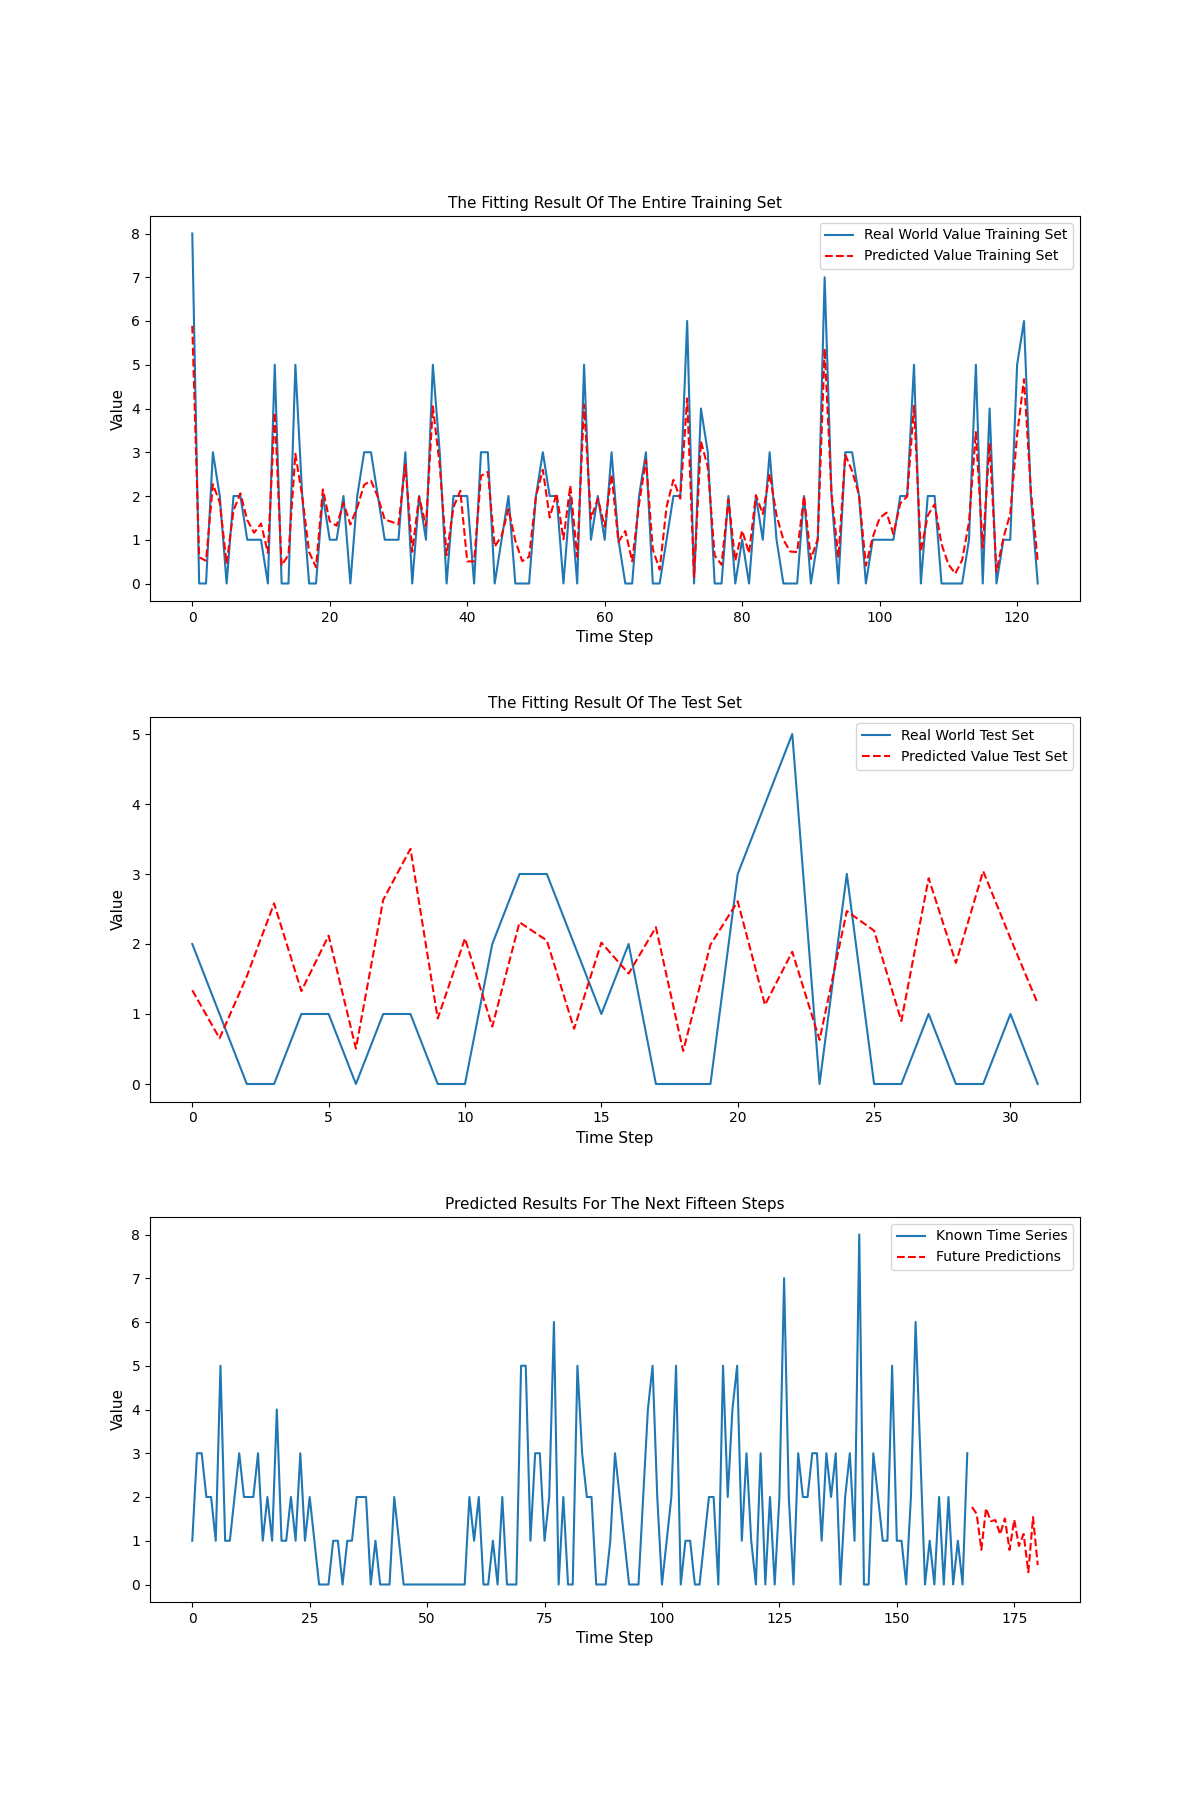 The Fitting Result Of The Entire Training Set
8
7
6
5
4
3
2
1
0
Value
Real World Value Training Set
Predicted Value Training Set
0 20 40 60 80 100 120
Time Step
The Fitting Result Of The Test Set
5
4
3
2
1
0
Value
Real World Test Set
Predicted Value Test Set
0 5 10 15 20 25 30
Time Step
Predicted Results For The Next Fifteen Steps
8
7
6
5
4
3
2
1
0
Value
Known Time Series
Future Predictions
0 25 50 75 100 125 150 175
Time Step